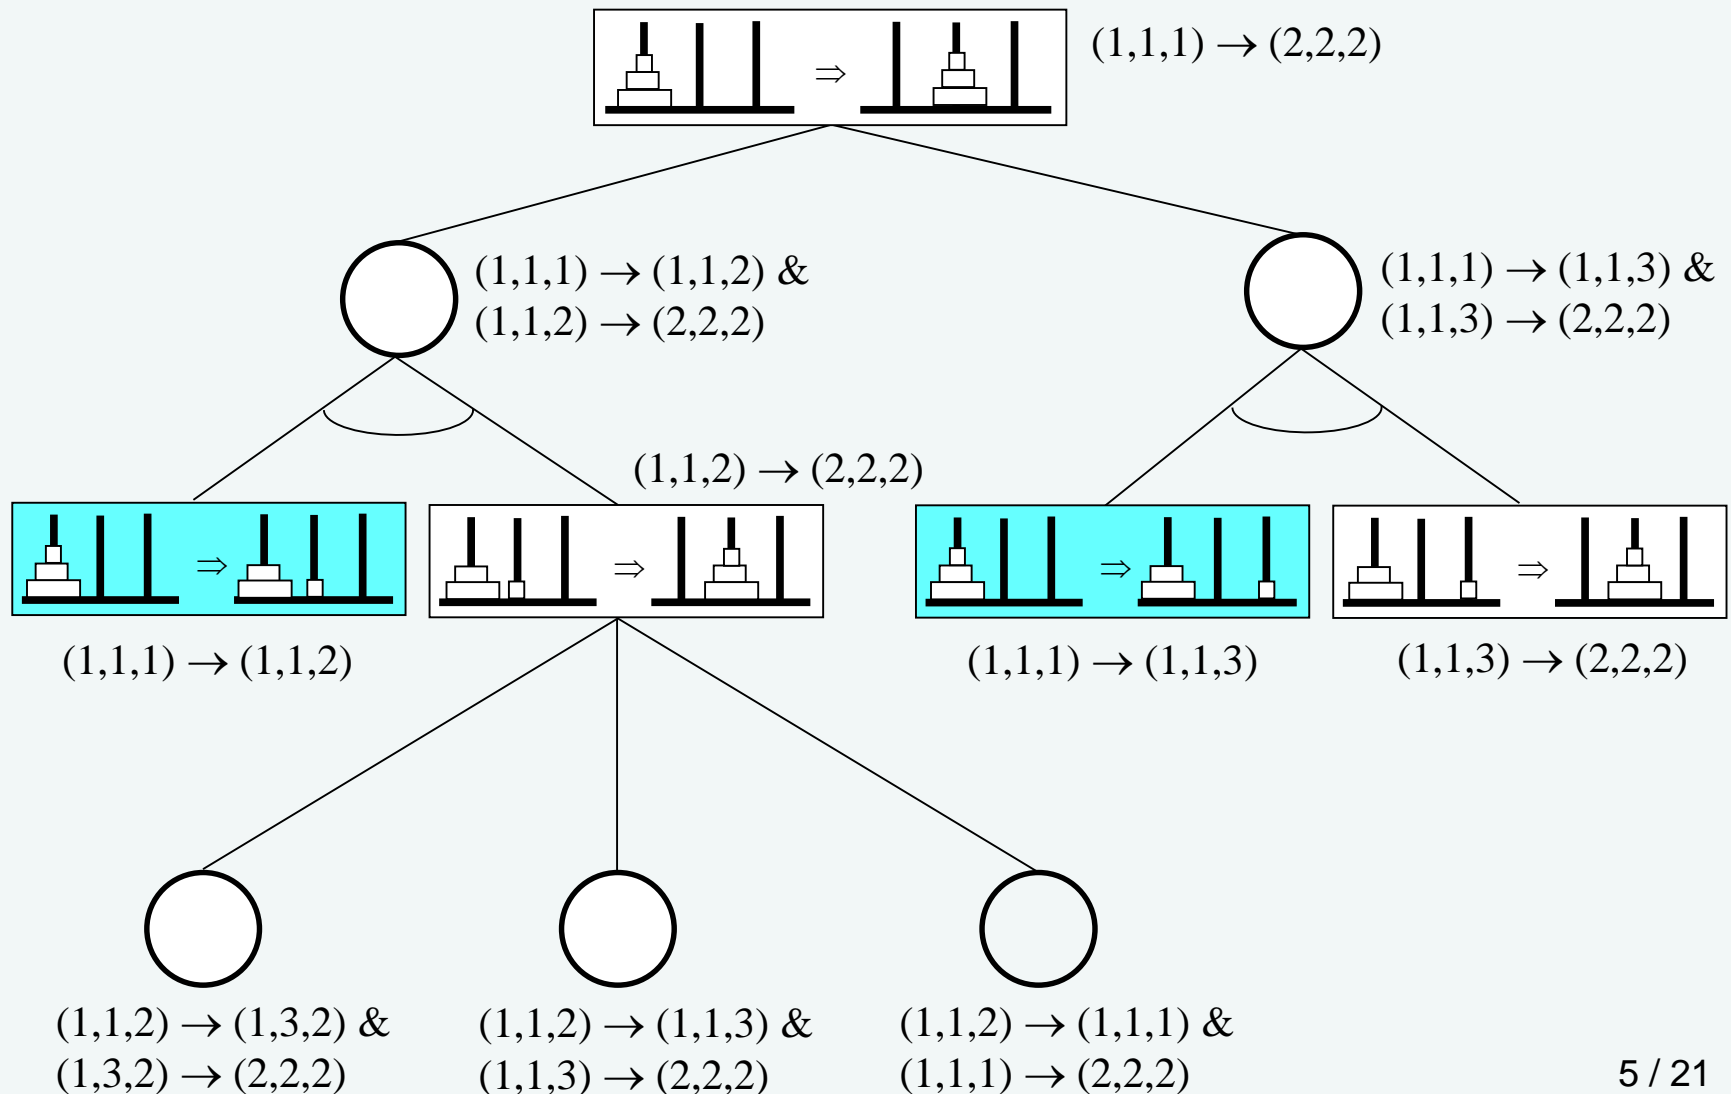 ⇒
(1,1,1) → (2,2,2)
(1,1,1) → (1,1,2) &
(1,1,2) → (2,2,2)
(1,1,1) → (1,1,3) &
(1,1,3) → (2,2,2)
(1,1,2) → (2,2,2)
⇒
⇒
⇒
⇒
(1,1,1) → (1,1,2)
(1,1,1) → (1,1,3)
(1,1,3) → (2,2,2)
(1,1,2) → (1,3,2) &
(1,3,2) → (2,2,2)
(1,1,2) → (1,1,3) &
(1,1,3) → (2,2,2)
(1,1,2) → (1,1,1) &
(1,1,1) → (2,2,2)
5 / 21